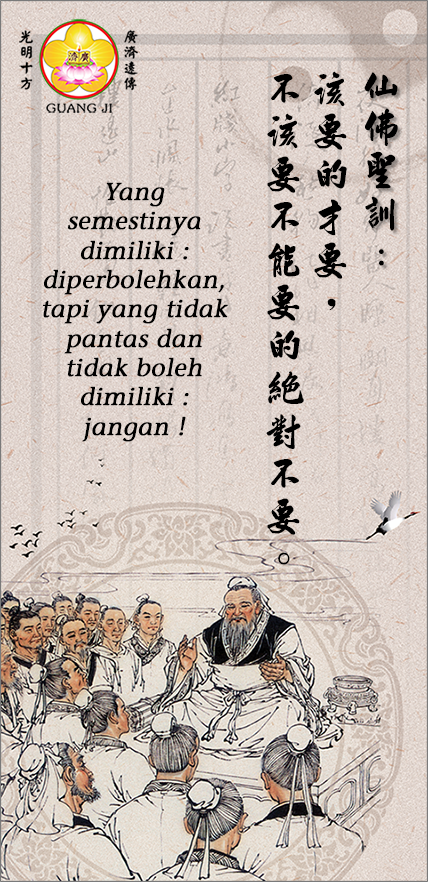 光明十方
廣濟遠傳
廣濟
GUANG JI
仙佛聖訓：
該要的才要，
不該要不能要的絕對不要。
Yang
semestinya
dimiliki :
diperbolehkan,
tapi yang tidak
pantas dan
tidak boleh
dimiliki :
jangan !